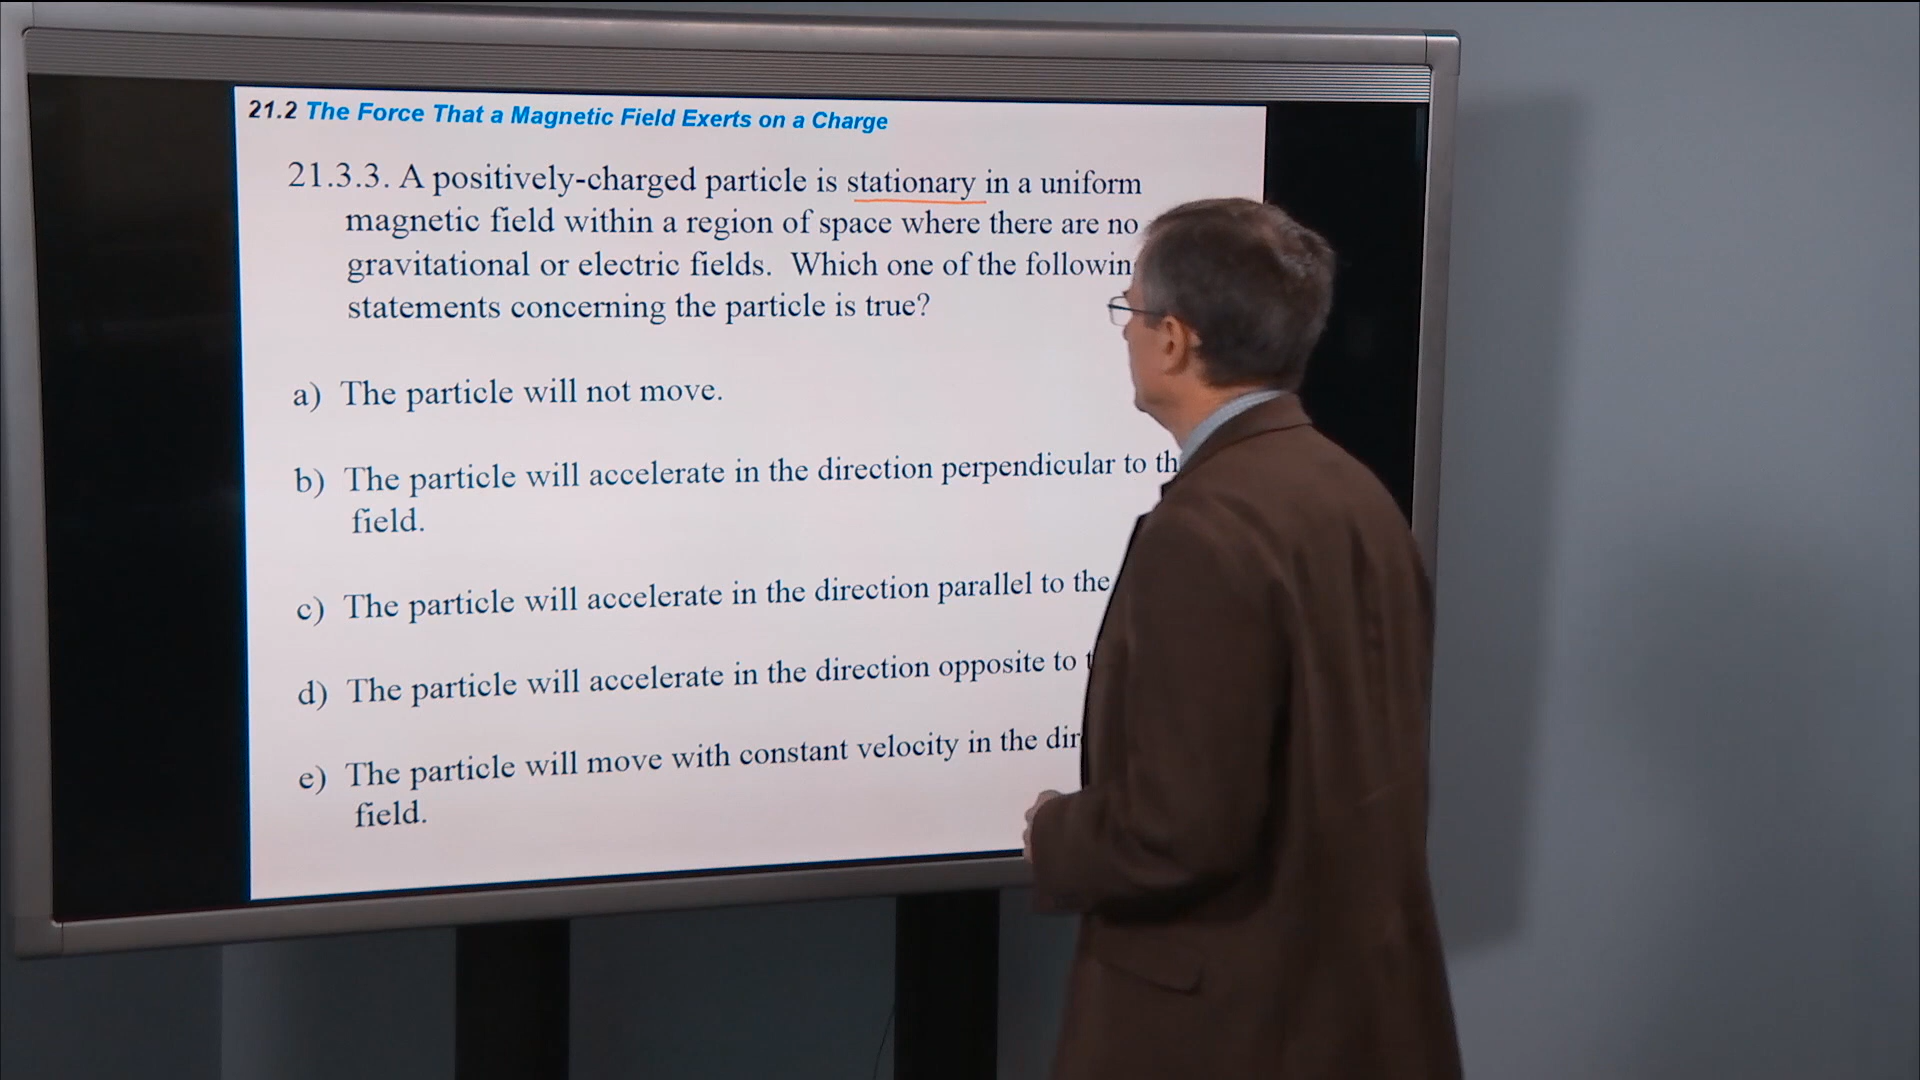 21.2 The Force That a Magnetic Field Exerts on a Charge
21.3.3. A positively-charged particle is stationary in a uniform
magnetic field within a region of space where there are no
gravitational or electric fields. Which one of the
statements concerning the particle is true?
a) The particle will not move.
b) The particle will accelerate in the direction perpendicular to
field.
c) The particle will accelerate in the direction parallel to the
d) The particle will accelerate in the direction opposite to
e) The particle will move with constant velocity in the
field.